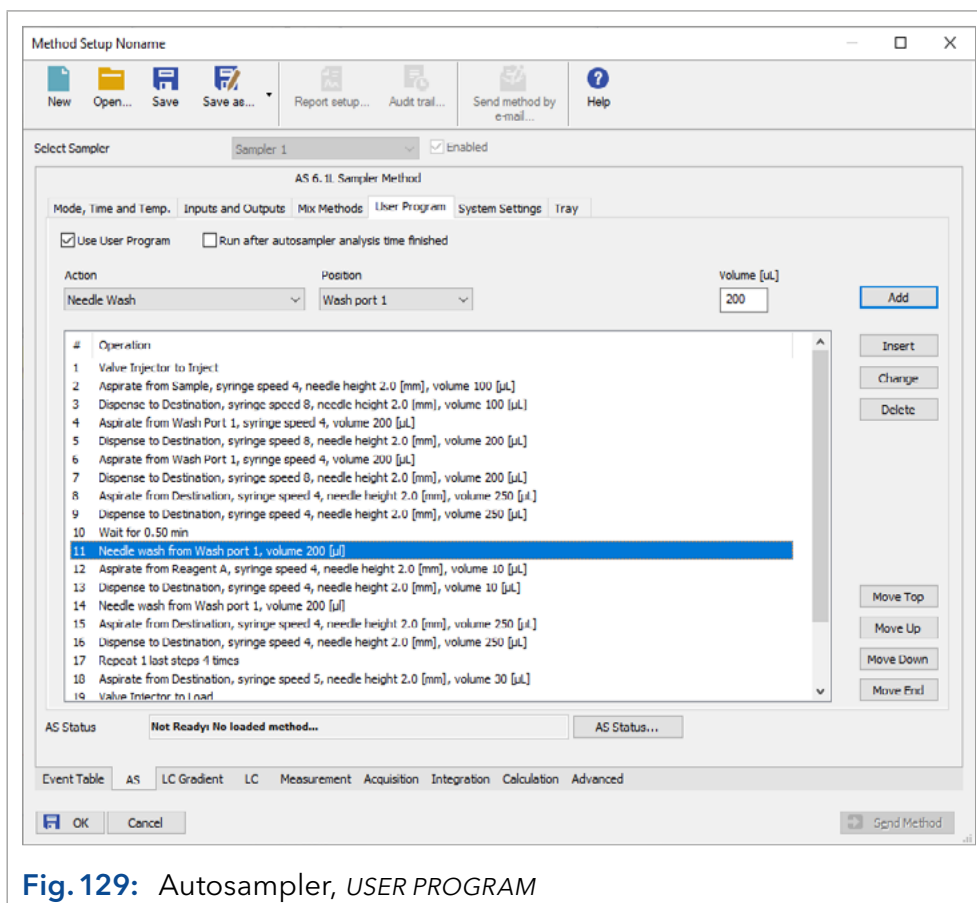 Method Setup Noname
New Open... Save Save as... Report setup... Audit trail... Send method by e-mail... Help
Select Sampler Sampler 1 Enabled
AS 6.1L Sampler Method
Mode, Time and Temp. Inputs and Outputs Mix Methods User Program System Settings Tray
Use User Program Run after autosampler analysis time finished
Action Position Volume [uL]
Needle Wash Wash port 1 200 Add
# Operation Insert
1 Valve Injector to Inject
2 Aspirate from Sample, syringe speed 4, needle height 2.0 [mm], volume 100 [µL] Change
3 Dispense to Destination, syringe speed 8, needle height 2.0 [mm], volume 100 [µL]
4 Aspirate from Wash Port 1, syringe speed 4, volume 200 [µL] Delete
5 Dispense to Destination, syringe speed 8, needle height 2.0 [mm], volume 200 [µL]
6 Aspirate from Wash Port 1, syringe speed 4, volume 200 [µL]
7 Dispense to Destination, syringe speed 8, needle height 2.0 [mm], volume 200 [µL]
8 Aspirate from Destination, syringe speed 4, needle height 2.0 [mm], volume 250 [µL]
9 Dispense to Destination, syringe speed 4, needle height 2.0 [mm], volume 250 [µL]
10 Wait for 0.50 min
11 Needle wash from Wash port 1, volume 200 [µl]
12 Aspirate from Reagent A, syringe speed 4, needle height 2.0 [mm], volume 10 [µL]
13 Dispense to Destination, syringe speed 4, needle height 2.0 [mm], volume 10 [µL]
14 Needle wash from Wash port 1, volume 200 [µl] Move Top
15 Aspirate from Destination, syringe speed 4, needle height 2.0 [mm], volume 250 [µL]
16 Dispense to Destination, syringe speed 4, needle height 2.0 [mm], volume 250 [µL] Move Up
17 Repeat 1 last steps 4 times Move Down
18 Aspirate from Destination, syringe speed 5, needle height 2.0 [mm], volume 30 [µL]
19 Valve Injector to Load Move End
AS Status Not Ready: No loaded method... AS Status...
Event Table AS LC Gradient LC Measurement Acquisition Integration Calculation Advanced
OK Cancel Send Method
Fig. 129: Autosampler, USER PROGRAM